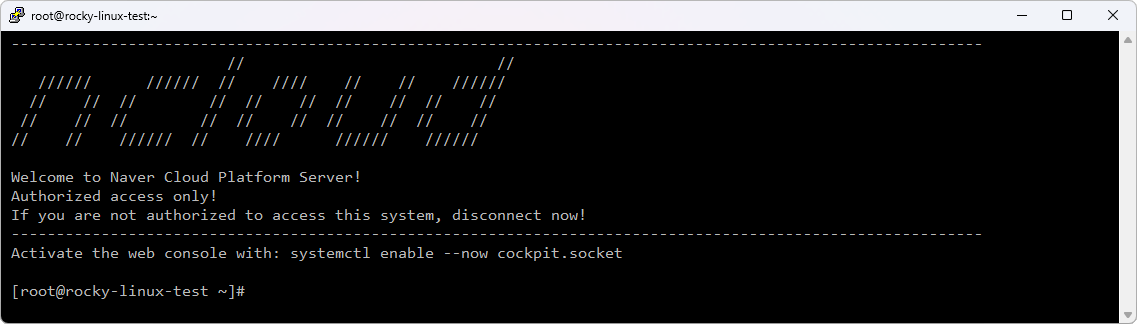 root@rocky-linux-test:~
------------------------------------------------------------------------------------------------------------
                        //                            //
   //////      //////  //    ////    //    //    //////
  //    //  //        //  //    //  //    //  //    //
 //    //  //        //  //    //  //    //  //    //
//    //    //////  //    ////      //////    //////
Welcome to Naver Cloud Platform Server!
Authorized access only!
If you are not authorized to access this system, disconnect now!
------------------------------------------------------------------------------------------------------------
Activate the web console with: systemctl enable --now cockpit.socket
[root@rocky-linux-test ~]#